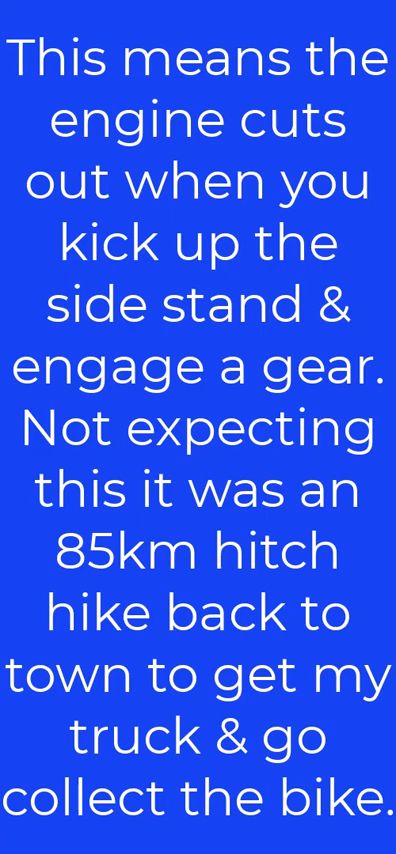 This means the
engine cuts
out when you
kick up the
side stand &
engage a gear.
Not expecting
this it was an
85km hitch
hike back to
town to get my
truck & go
collect the bike.